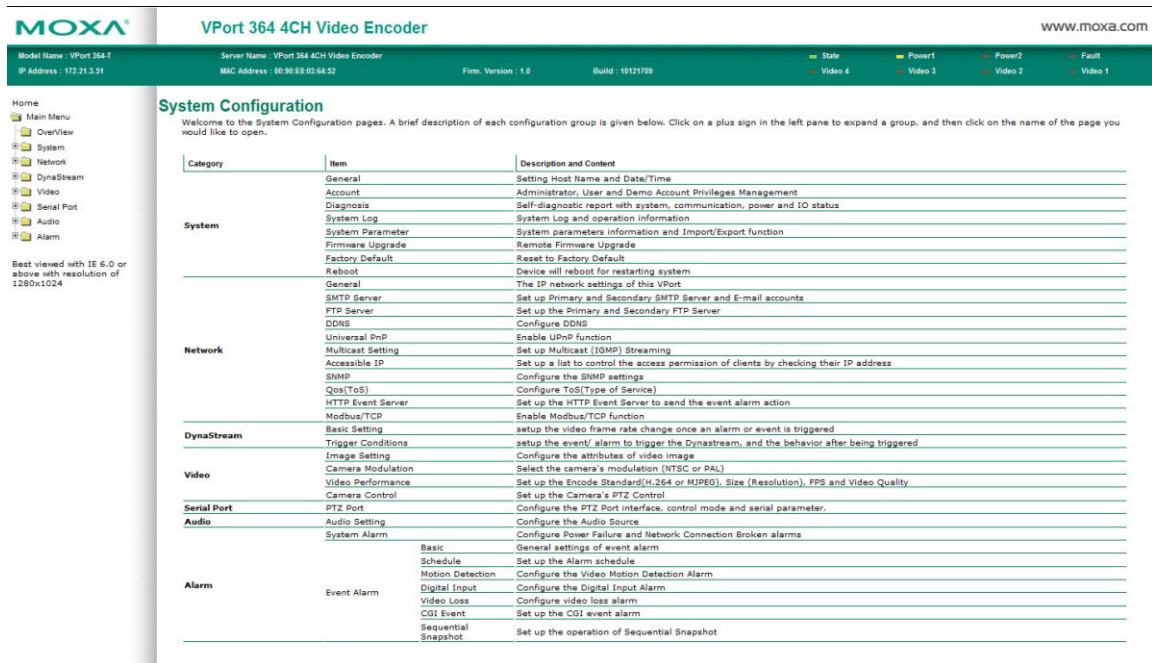 MOXA
VPort 364 4CH Video Encoder
www.moxa.com
Model Name : VPort 364-T
Server Name : VPort 364 4CH Video Encoder
State
Power1
Power2
Fault
IP Address : 172.21.3.51
MAC Address : 00:90:E8:03:64:52
Firm. Version : 1.0
Build : 10121709
Video 4
Video 3
Video 2
Video 1
Home
Main Menu
OverView
System
Network
DynaStream
Video
Serial Port
Audio
Alarm
Best viewed with IE 6.0 or
above with resolution of
1280x1024
System Configuration
Welcome to the System Configuration pages. A brief description of each configuration group is given below. Click on a plus sign in the left pane to expand a group, and then click on the name of the page you
would like to open.
Category Item Description and Content
System
General Setting Host Name and Date/Time
Account Administrator, User and Demo Account Privileges Management
Diagnosis Self-diagnostic report with system, communication, power and IO status
System Log System Log and operation information
System Parameter System parameters information and Import/Export function
Firmware Upgrade Remote Firmware Upgrade
Factory Default Reset to Factory Default
Reboot Device will reboot for restarting system
Network
General The IP network settings of this VPort
SMTP Server Set up Primary and Secondary SMTP Server and E-mail accounts
FTP Server Set up the Primary and Secondary FTP Server
DDNS Configure DDNS
Universal PnP Enable UPnP function
Multicast Setting Set up Multicast (IGMP) Streaming
Accessible IP Set up a list to control the access permission of clients by checking their IP address
SNMP Configure the SNMP settings
Qos(ToS) Configure ToS(Type of Service)
HTTP Event Server Set up the HTTP Event Server to send the event alarm action
Modbus/TCP Enable Modbus/TCP function
DynaStream
Basic Setting setup the video frame rate change once an alarm or event is triggered
Trigger Conditions setup the event/ alarm to trigger the Dynastream, and the behavior after being triggered
Video
Image Setting Configure the attributes of video image
Camera Modulation Select the camera's modulation (NTSC or PAL)
Video Performance Set up the Encode Standard(H.264 or MJPEG), Size (Resolution), FPS and Video Quality
Camera Control Set up the Camera's PTZ Control
Serial Port PTZ Port Configure the PTZ Port interface, control mode and serial parameter.
Audio Audio Setting Configure the Audio Source
Alarm
System Alarm Configure Power Failure and Network Connection Broken alarms
Event Alarm
Basic General settings of event alarm
Schedule Set up the Alarm schedule
Motion Detection Configure the Video Motion Detection Alarm
Digital Input Configure the Digital Input Alarm
Video Loss Configure video loss alarm
CGI Event Set up the CGI event alarm
Sequential
Snapshot Set up the operation of Sequential Snapshot